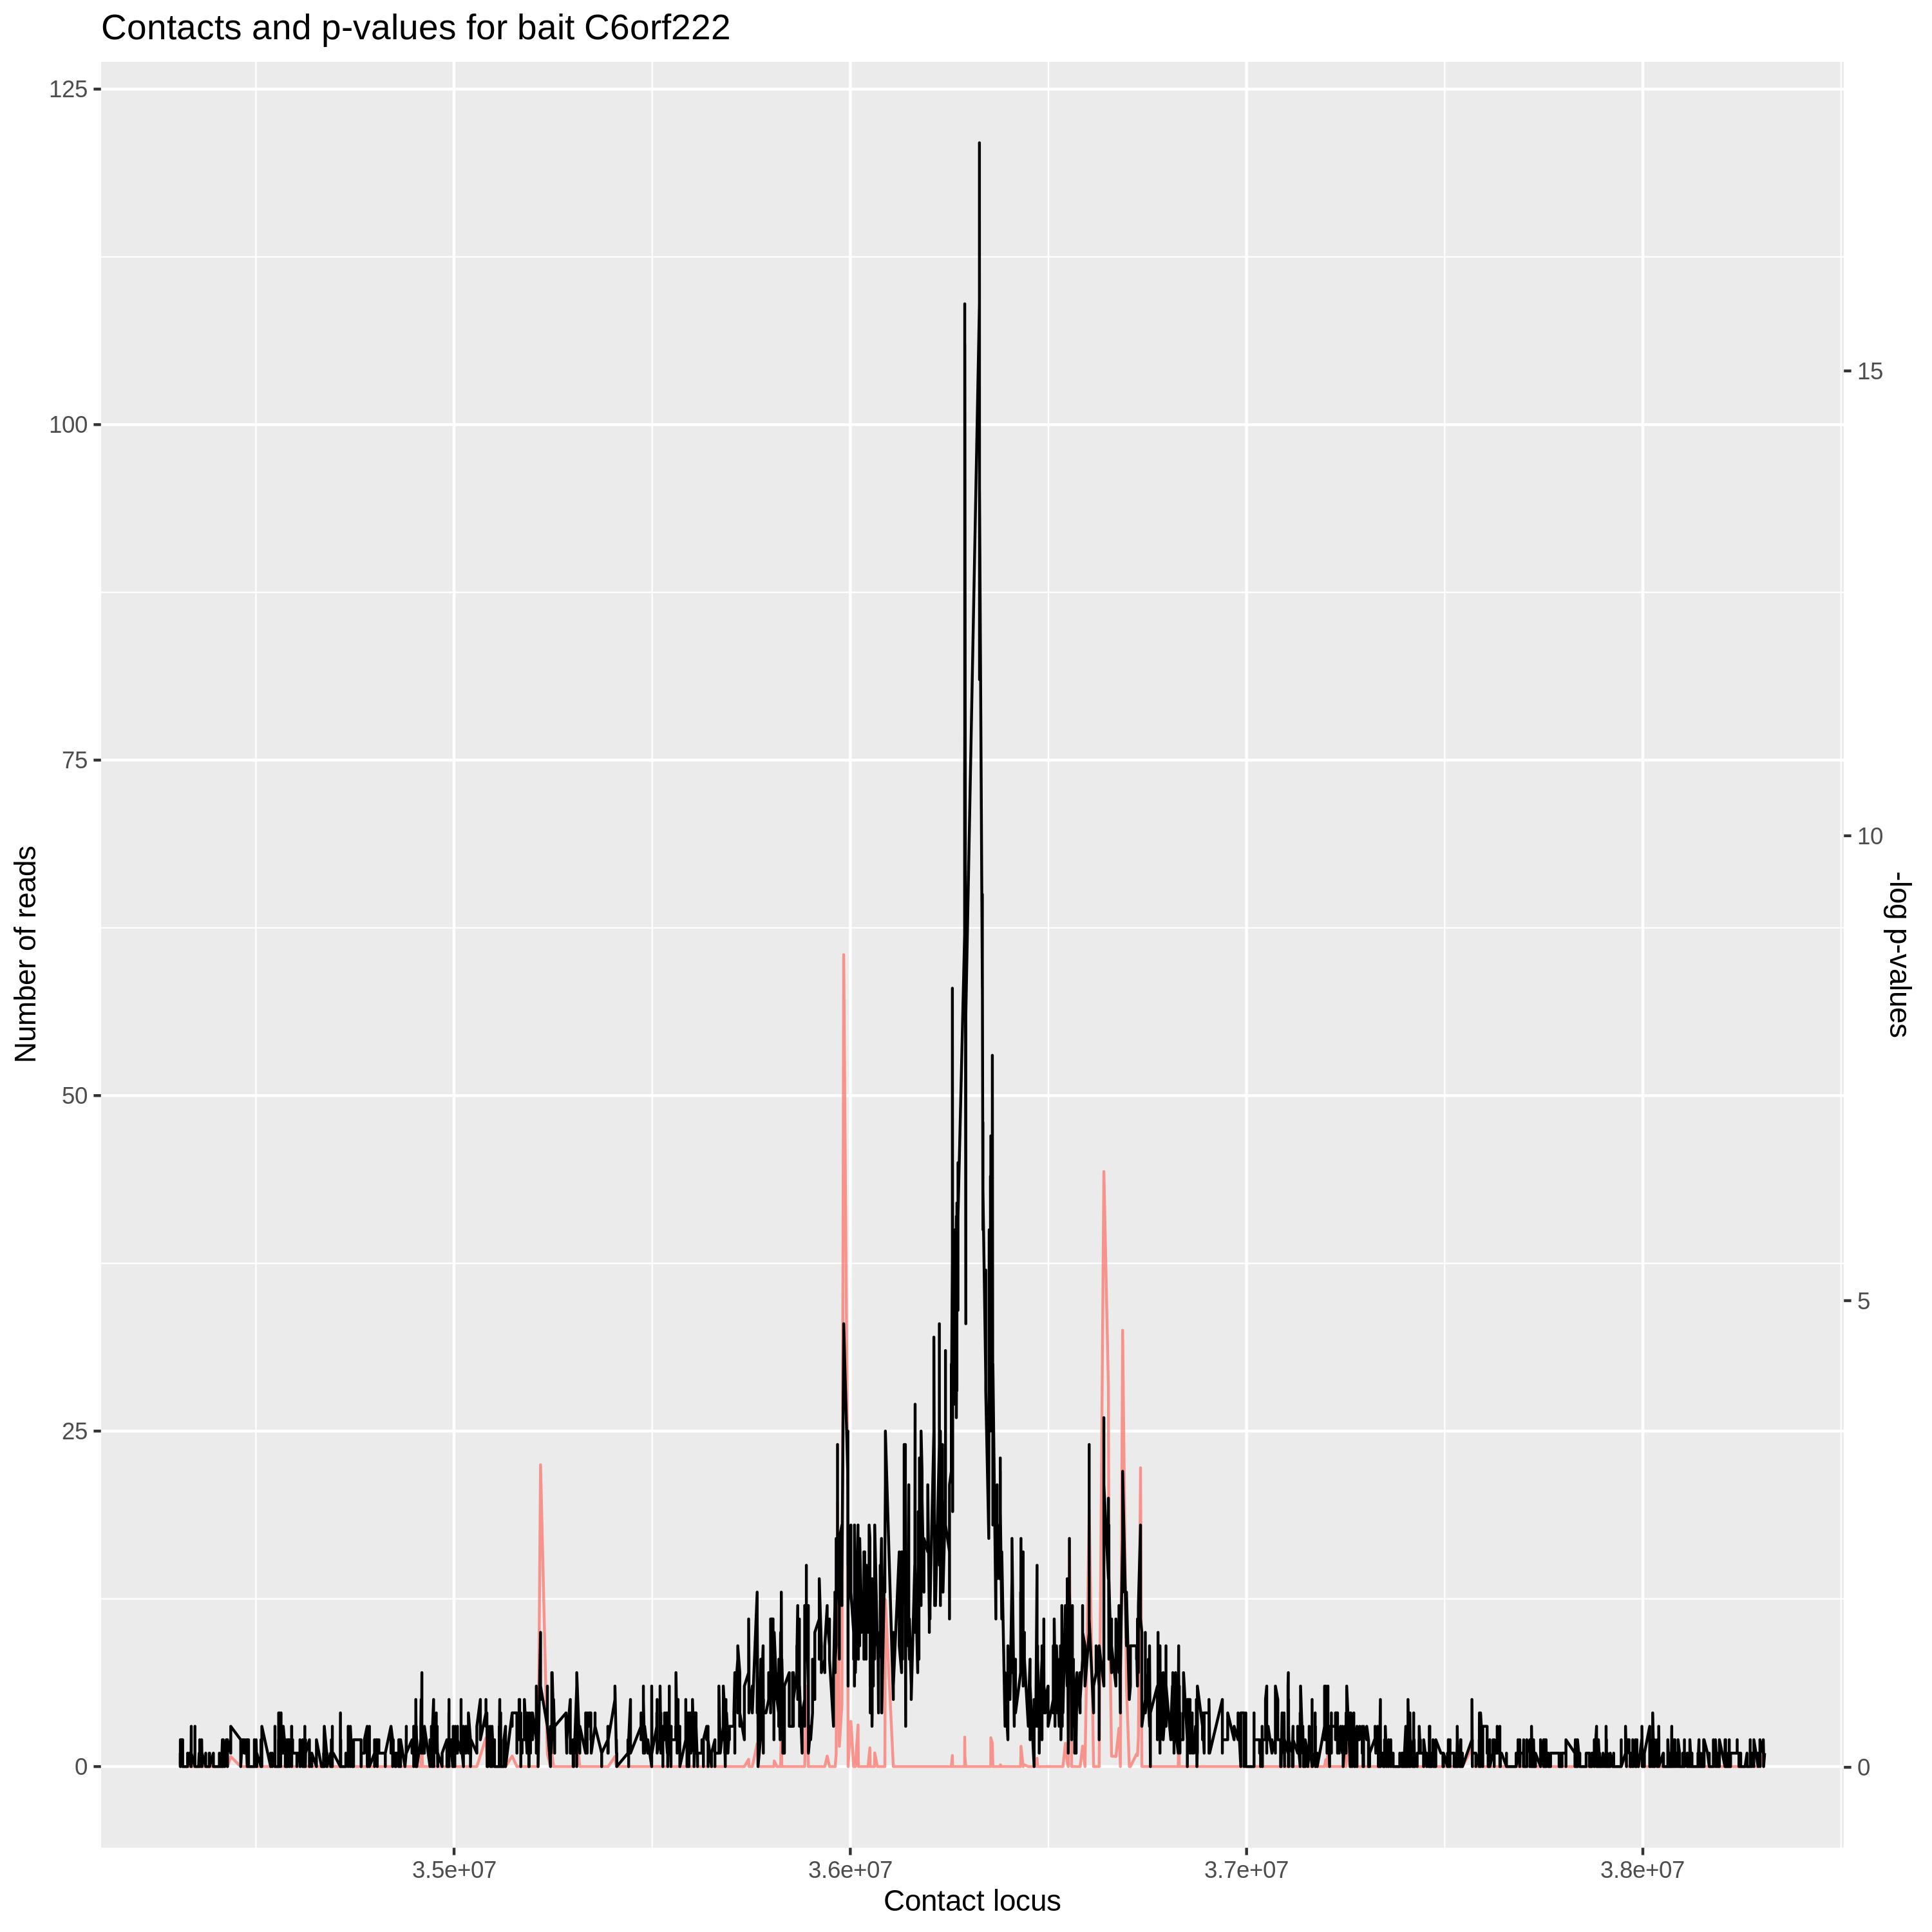 Contacts and p-values for bait C6orf222
125
100
75
50
25
0
Number of reads
15
10
5
0
-log p-values
3.5e+07
3.6e+07
3.7e+07
3.8e+07
Contact locus